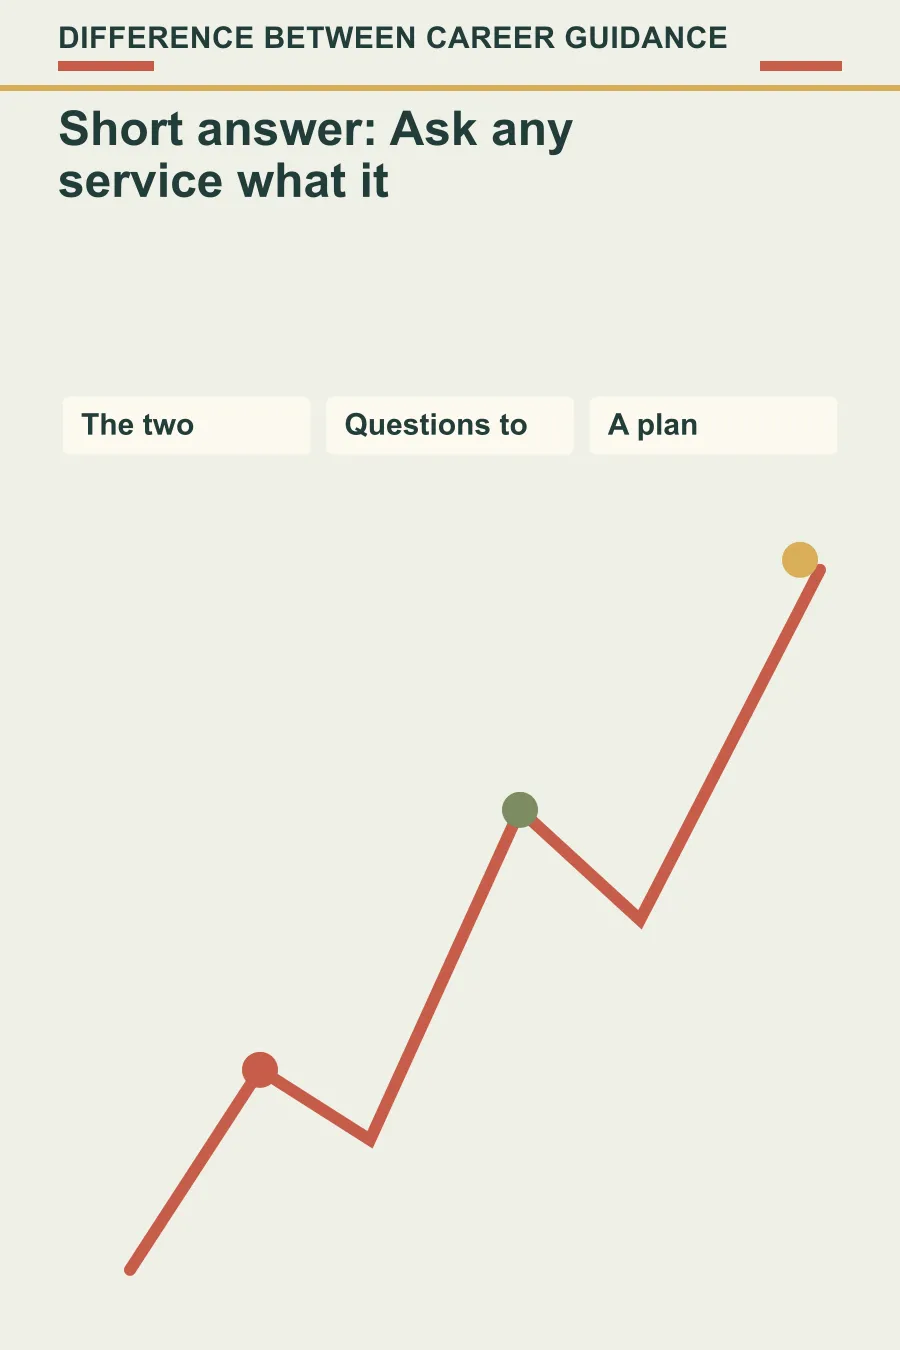 DIFFERENCE BETWEEN CAREER GUIDANCE
Short answer: Ask any
service what it
The two
Questions to
A plan